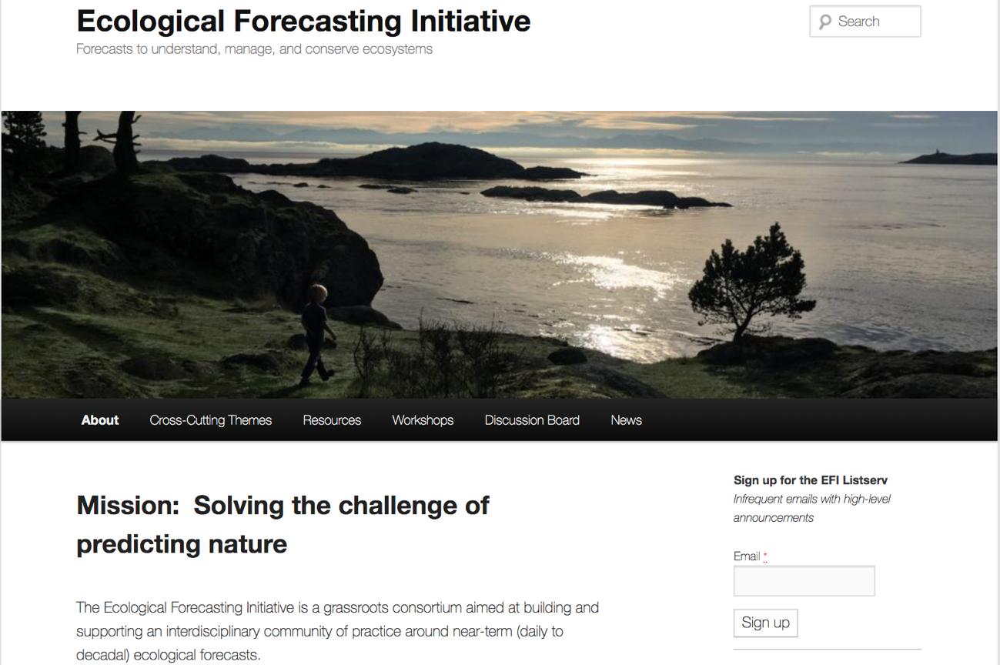 Ecological Forecasting Initiative
Forecasts to understand, manage, and conserve ecosystems
Search
About Cross-Cutting Themes Resources Workshops Discussion Board News
Mission: Solving the challenge of
predicting nature
The Ecological Forecasting Initiative is a grassroots consortium aimed at building and
supporting an interdisciplinary community of practice around near-term (daily to
decadal) ecological forecasts.
Sign up for the EFI Listserv
Infrequent emails with high-level
announcements
Email *
Sign up